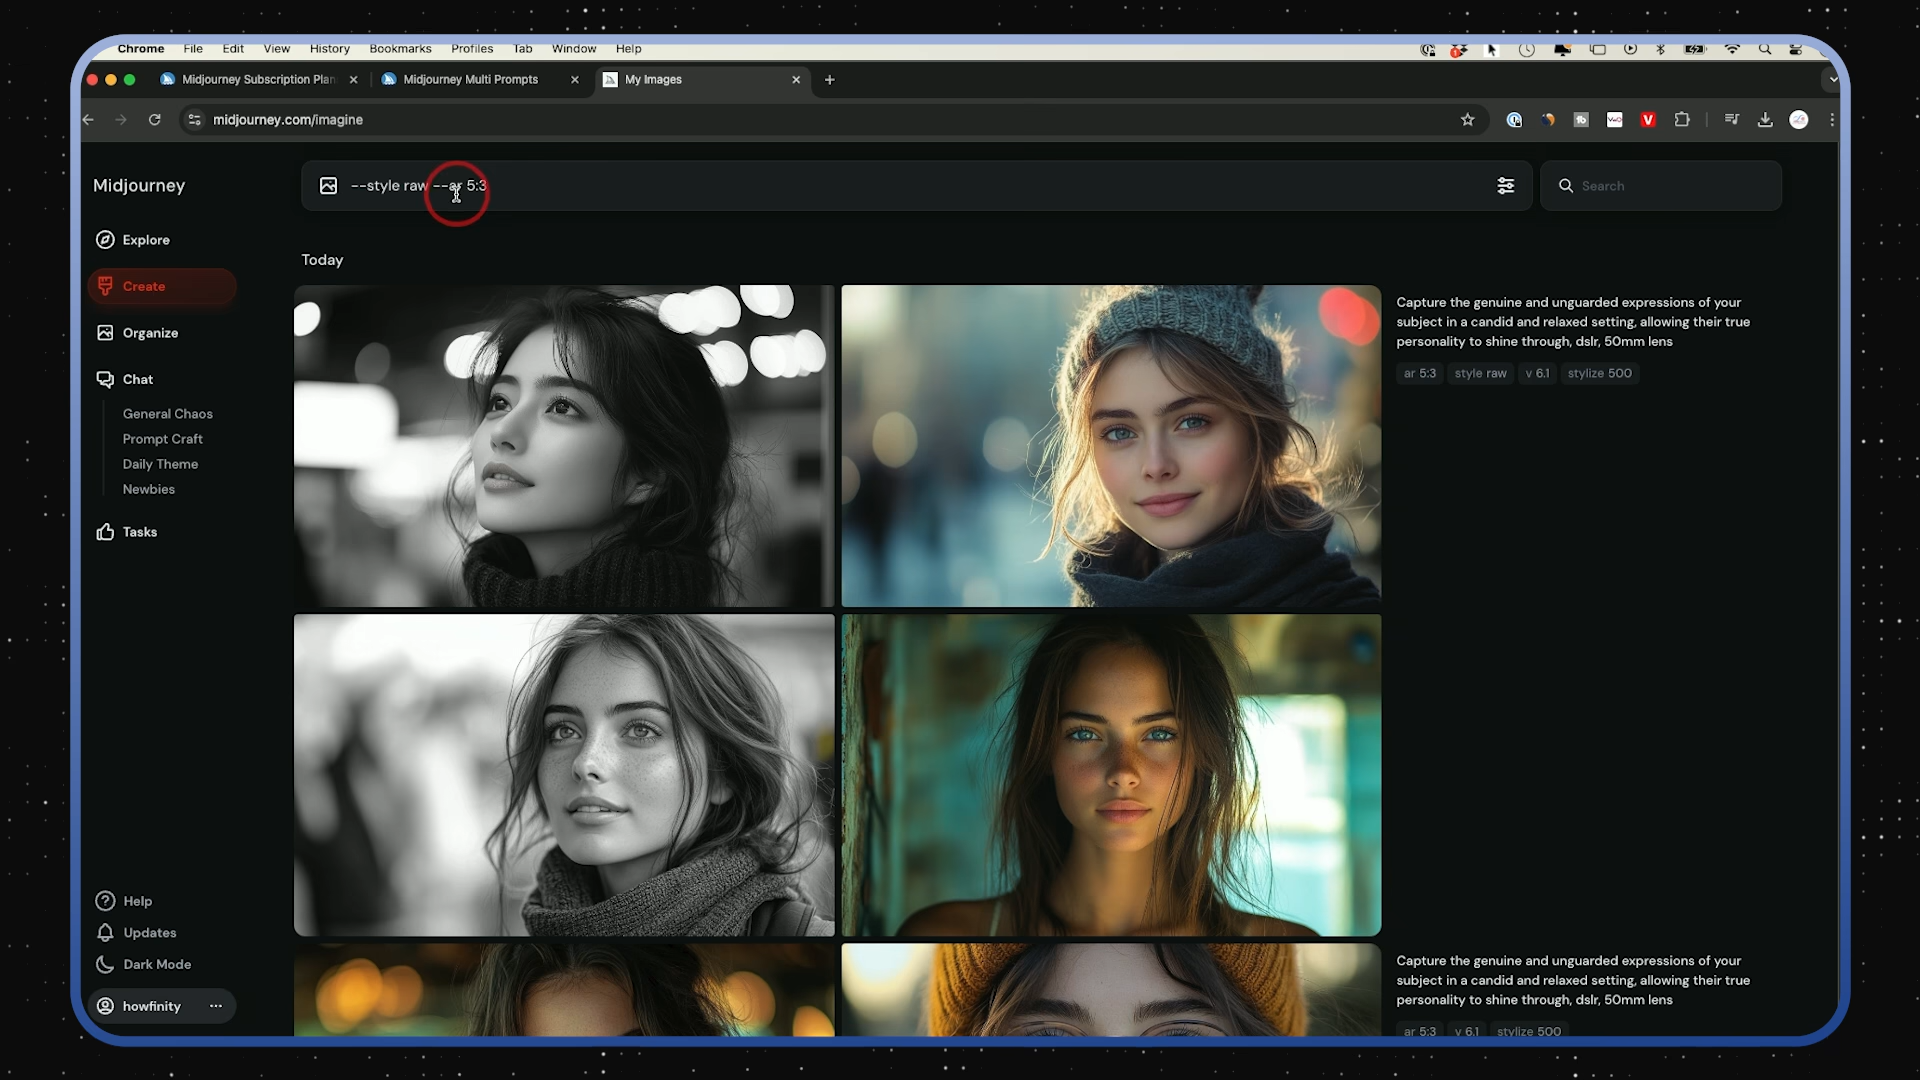 Chrome File Edit View History Bookmarks Profiles Tab Window Help
Midjourney Subscription Plan
Midjourney Multi Prompts
My Images
midjourney.com/imagine
Midjourney
--style raw --ar 5:3
Search
Explore
Create
Organize
Chat
General Chaos
Prompt Craft
Daily Theme
Newbies
Tasks
Today
Capture the genuine and unguarded expressions of your
subject in a candid and relaxed setting, allowing their true
personality to shine through, dslr, 50mm lens
ar 5:3 style raw v 6.1 stylize 500
Capture the genuine and unguarded expressions of your
subject in a candid and relaxed setting, allowing their true
personality to shine through, dslr, 50mm lens
ar 5:3 v 6.1 stylize 500
Help
Updates
Dark Mode
howfinity